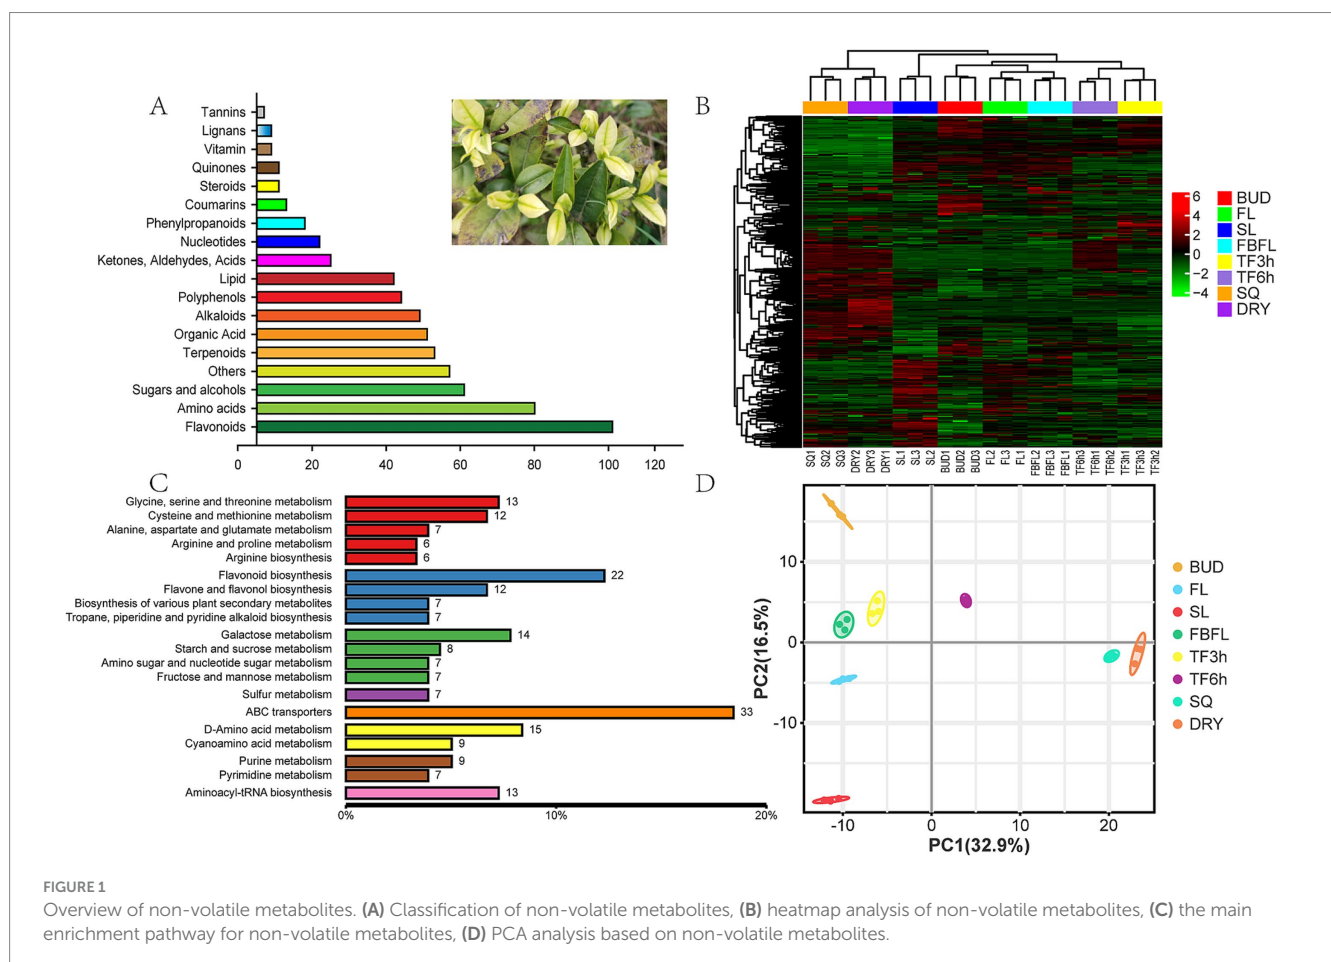 A
Tannins
Lignans
Vitamin
Quinones
Steroids
Coumarins
Phenylpropanoids
Nucleotides
Ketones, Aldehydes, Acids
Lipid
Polyphenols
Alkaloids
Organic Acid
Terpenoids
Others
Sugars and alcohols
Amino acids
Flavonoids
0 20 40 60 80 100 120
B
6
4
2
0
−2
−4
BUD
FL
SL
FBFL
TF3h
TF6h
SQ
DRY
SQ1 SQ2 SQ3 DRY2 DRY3 DRY1 SL1 SL3 SL2 BUD1 BUD2 BUD3 FL2 FL3 FL1 FBFL2 FBFL3 FBFL1 TF6h3 TF6h1 TF6h2 TF3h1 TF3h3 TF3h2
C
Glycine, serine and threonine metabolism 13
Cysteine and methionine metabolism 12
Alanine, aspartate and glutamate metabolism 7
Arginine and proline metabolism 6
Arginine biosynthesis 6
Flavonoid biosynthesis 22
Flavone and flavonol biosynthesis 12
Biosynthesis of various plant secondary metabolites 7
Tropane, piperidine and pyridine alkaloid biosynthesis 7
Galactose metabolism 14
Starch and sucrose metabolism 8
Amino sugar and nucleotide sugar metabolism 7
Fructose and mannose metabolism 7
Sulfur metabolism 7
ABC transporters 33
D-Amino acid metabolism 15
Cyanoamino acid metabolism 9
Purine metabolism 9
Pyrimidine metabolism 7
Aminoacyl-tRNA biosynthesis 13
0% 10% 20%
D
PC2(16.5%)
10
0
-10
-10 0 10 20
PC1(32.9%)
BUD
FL
SL
FBFL
TF3h
TF6h
SQ
DRY
FIGURE 1
Overview of non-volatile metabolites. (A) Classification of non-volatile metabolites, (B) heatmap analysis of non-volatile metabolites, (C) the main
enrichment pathway for non-volatile metabolites, (D) PCA analysis based on non-volatile metabolites.